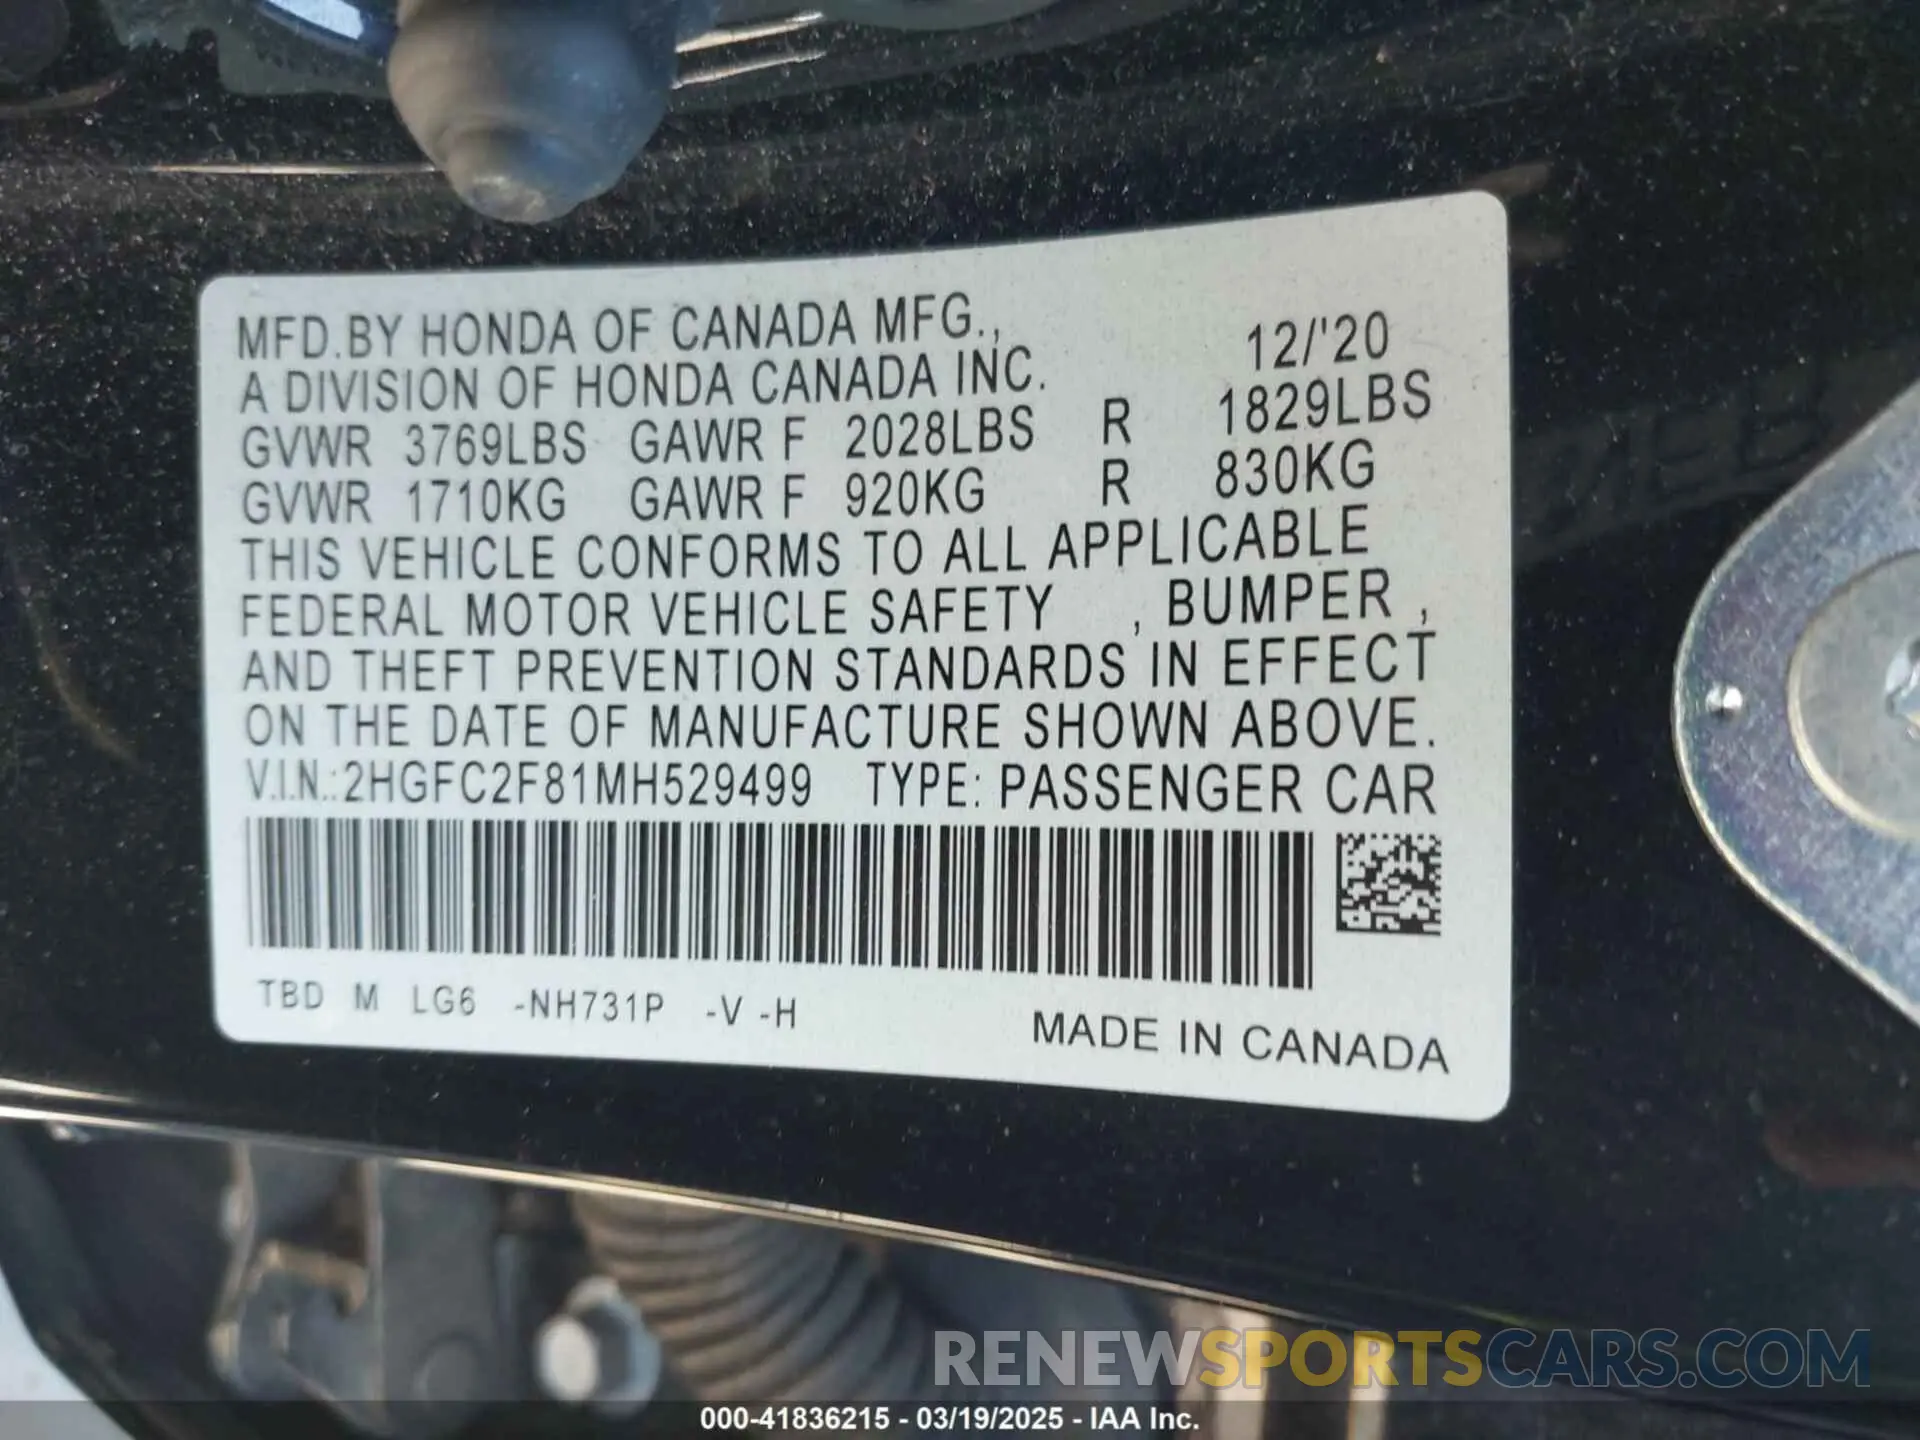 MFD.BY HONDA OF CANADA MFG., 12/'20
A DIVISION OF HONDA CANADA INC.
GVWR 3769LBS GAWR F 2028LBS R 1829LBS
GVWR 1710KG GAWR F 920KG R 830KG
THIS VEHICLE CONFORMS TO ALL APPLICABLE
FEDERAL MOTOR VEHICLE SAFETY , BUMPER ,
AND THEFT PREVENTION STANDARDS IN EFFECT
ON THE DATE OF MANUFACTURE SHOWN ABOVE.
V.I.N.:2HGFC2F81MH529499 TYPE: PASSENGER CAR
TBD M LG6 -NH731P -V -H
MADE IN CANADA
RENEWSPORTSCARS.COM
000-41836215 - 03/19/2025 - IAA Inc.